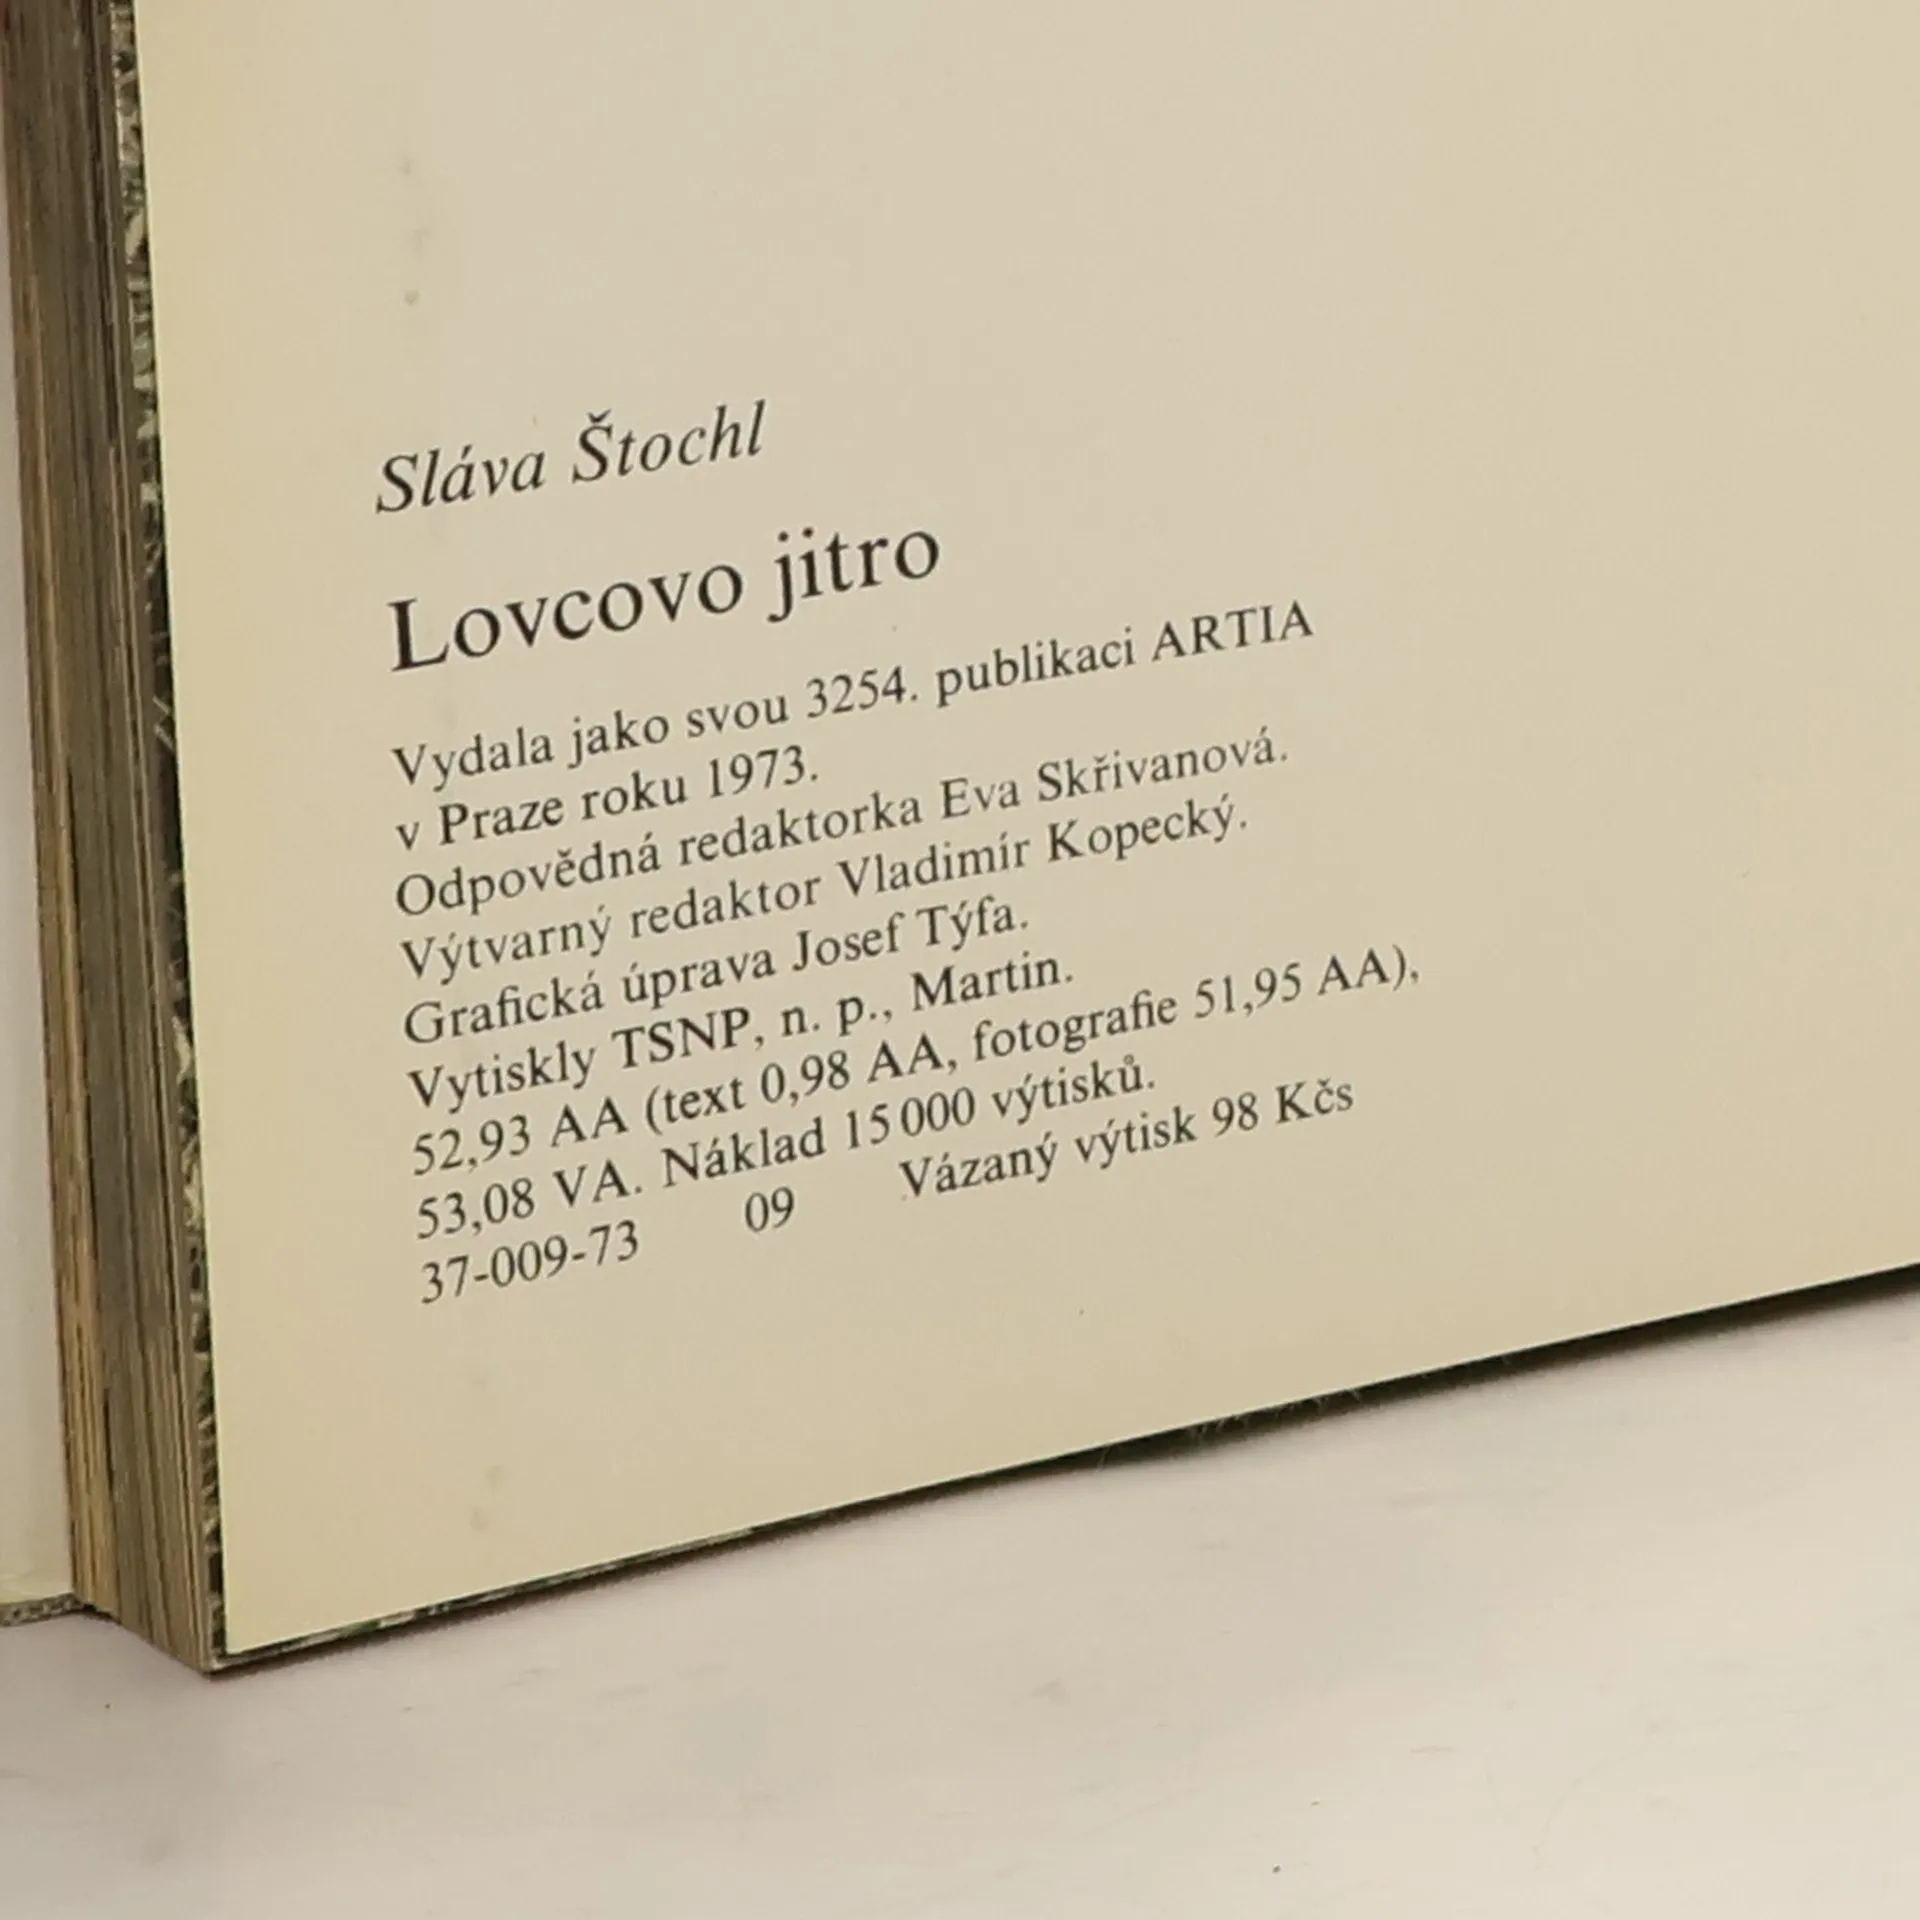 Sláva Štochl
Lovcovo jitro
Vydala jako svou 3254. publikaci ARTIA
v Praze roku 1973.
Odpovědná redaktorka Eva Skřivanová.
Výtvarný redaktor Vladimír Kopecký.
Grafická úprava Josef Týfa.
Vytiskly TSNP, n. p., Martin.
52,93 AA (text 0,98 AA, fotografie 51,95 AA),
53,08 VA. Náklad 15 000 výtisků.
37-009-73 09 Vázaný výtisk 98 Kčs